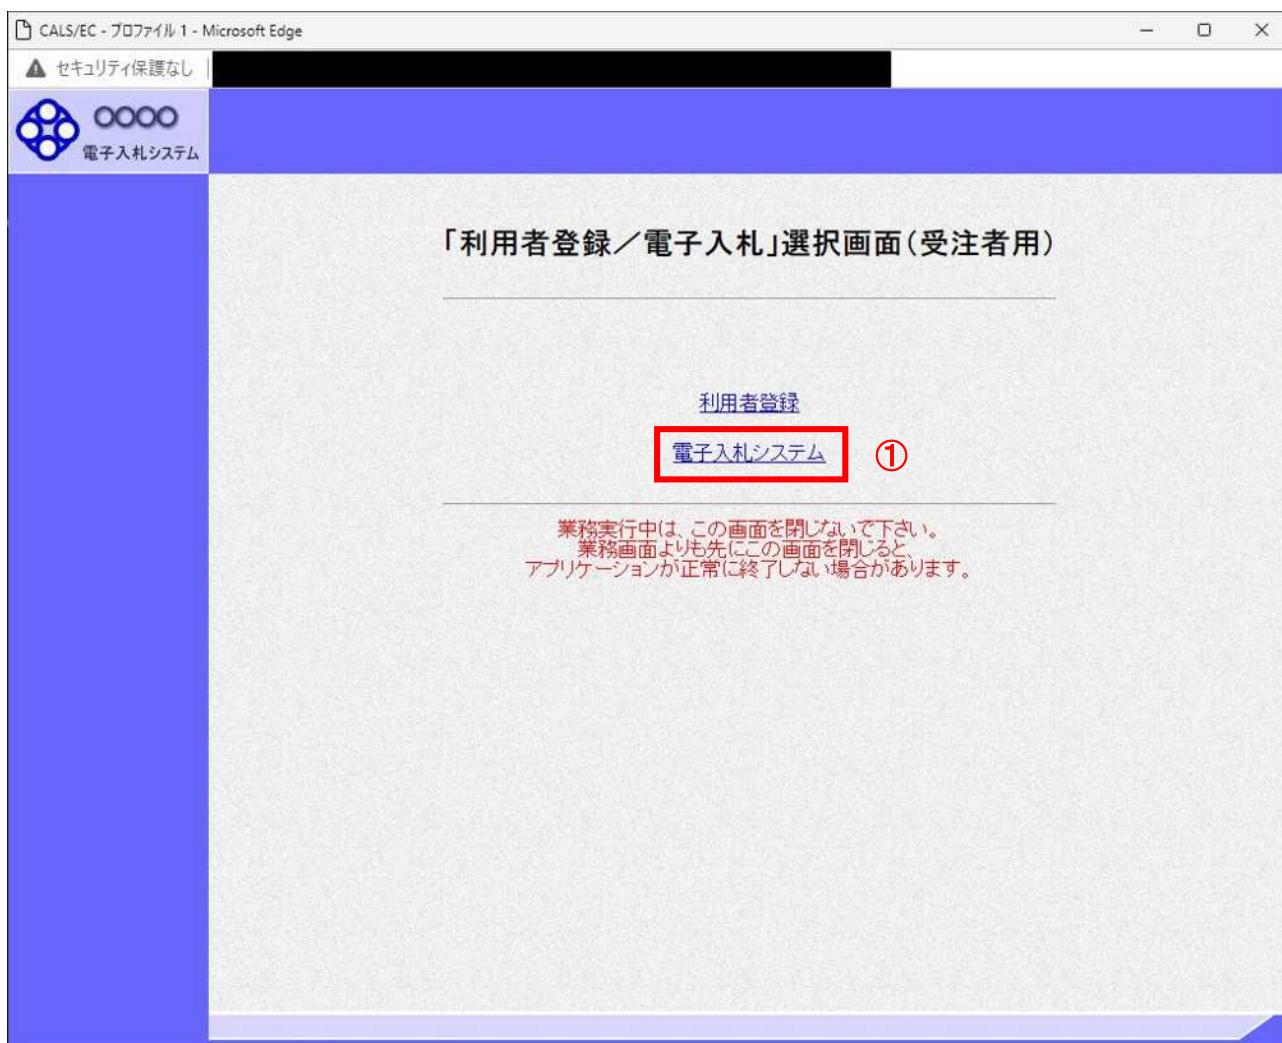 CALS/EC - プロファイル 1 - Microsoft Edge
セキュリティ保護なし
○○○○
電子入札システム
「利用者登録／電子入札」選択画面(受注者用)
利用者登録
電子入札システム ①
業務実行中は、この画面を閉じないで下さい。
業務画面よりも先にこの画面を閉じると、
アプリケーションが正常に終了しない場合があります。